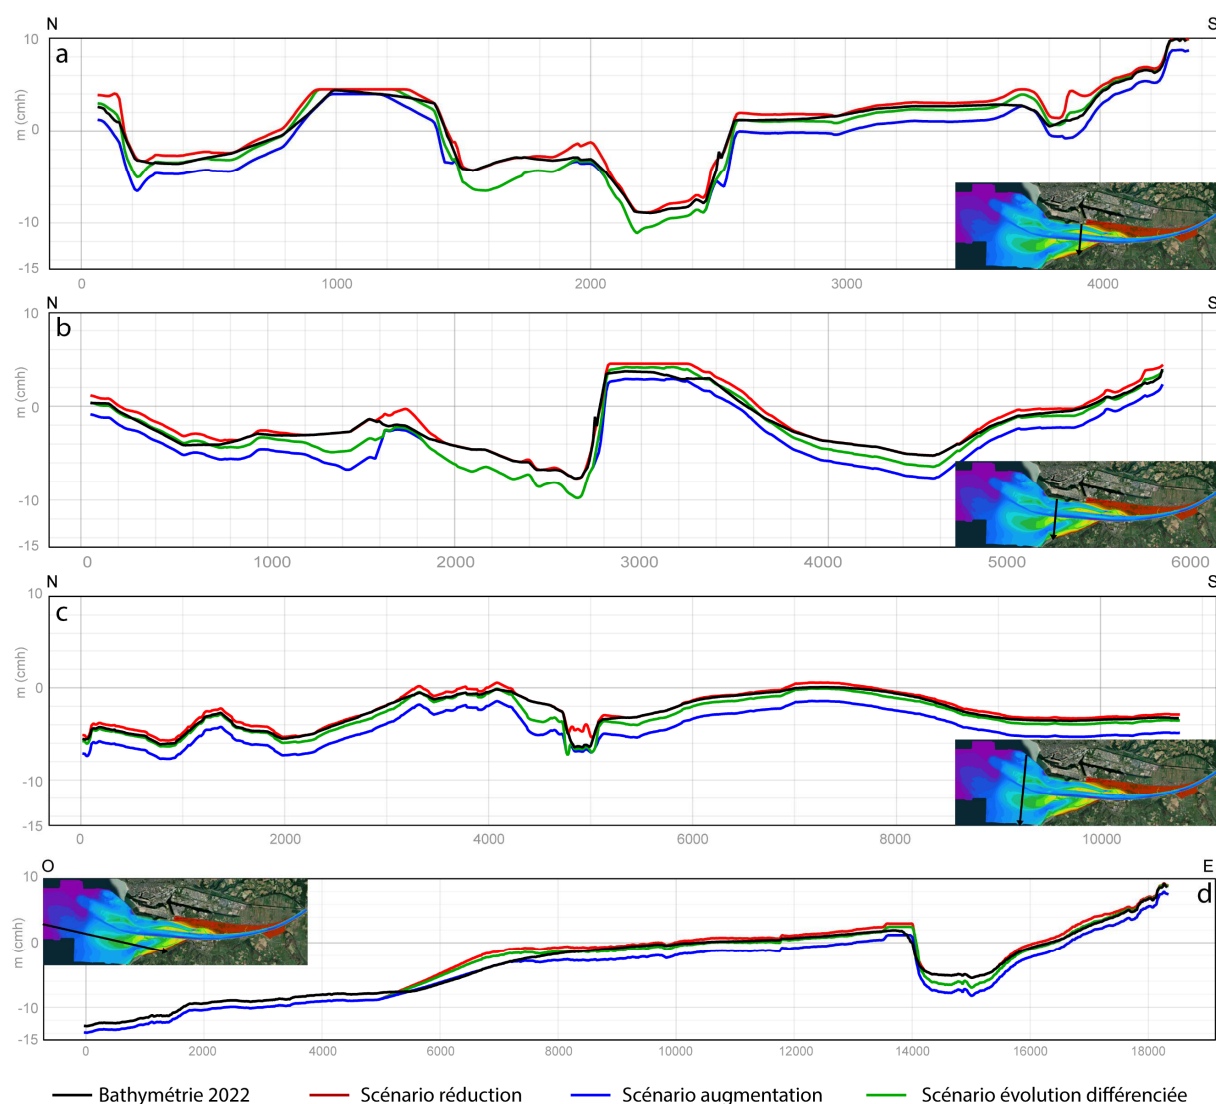 N S
10
a
m (cmh)
0
-10
-15
0 1000 2000 3000 4000
N S
10
b
m (cmh)
0
-10
-15
0 1000 2000 3000 4000 5000 6000
N S
10
c
m (cmh)
0
-10
-15
0 2000 4000 6000 8000 10000
O E
10
d
m (cmh)
0
-10
-15
0 2000 4000 6000 8000 10000 12000 14000 16000 18000
Bathymétrie 2022 Scénario réduction Scénario augmentation Scénario évolution différenciée